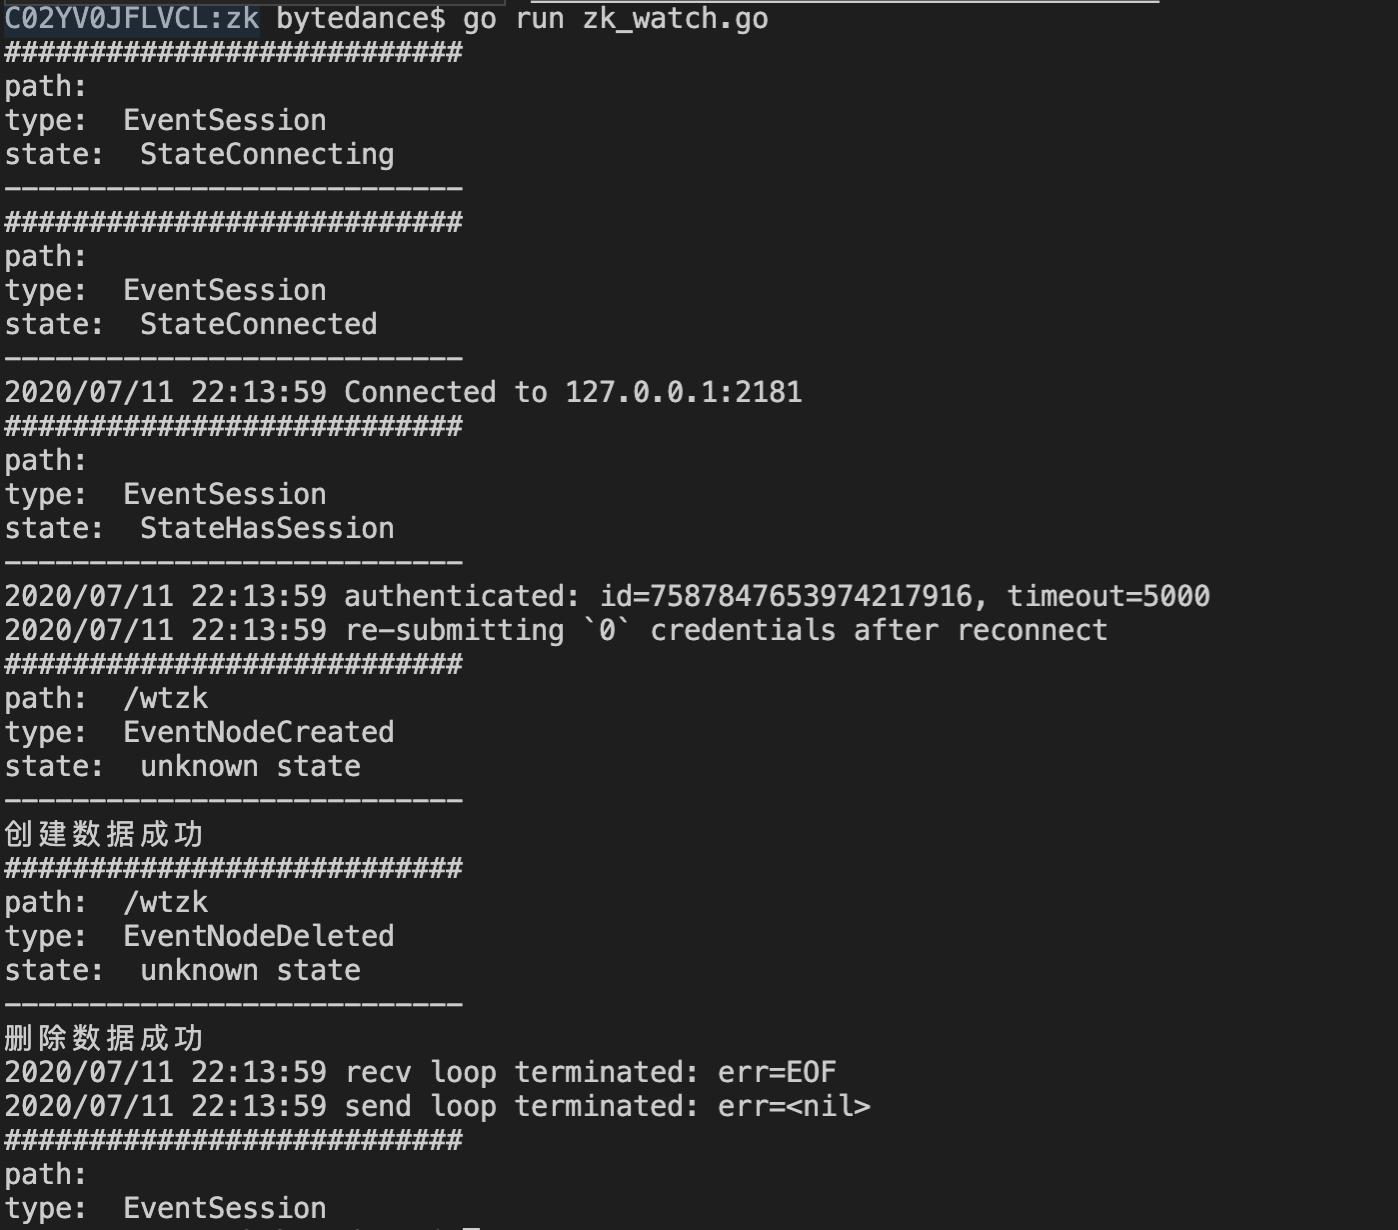 C02YV0JFLVCL:zk bytedance$ go run zk_watch.go
###########################
path:
type:  EventSession
state:  StateConnecting
---------------------------
###########################
path:
type:  EventSession
state:  StateConnected
---------------------------
2020/07/11 22:13:59 Connected to 127.0.0.1:2181
###########################
path:
type:  EventSession
state:  StateHasSession
---------------------------
2020/07/11 22:13:59 authenticated: id=7587847653974217916, timeout=5000
2020/07/11 22:13:59 re-submitting `0` credentials after reconnect
###########################
path:  /wtzk
type:  EventNodeCreated
state:  unknown state
---------------------------
创建数据成功
###########################
path:  /wtzk
type:  EventNodeDeleted
state:  unknown state
---------------------------
删除数据成功
2020/07/11 22:13:59 recv loop terminated: err=EOF
2020/07/11 22:13:59 send loop terminated: err=<nil>
###########################
path:
type:  EventSession